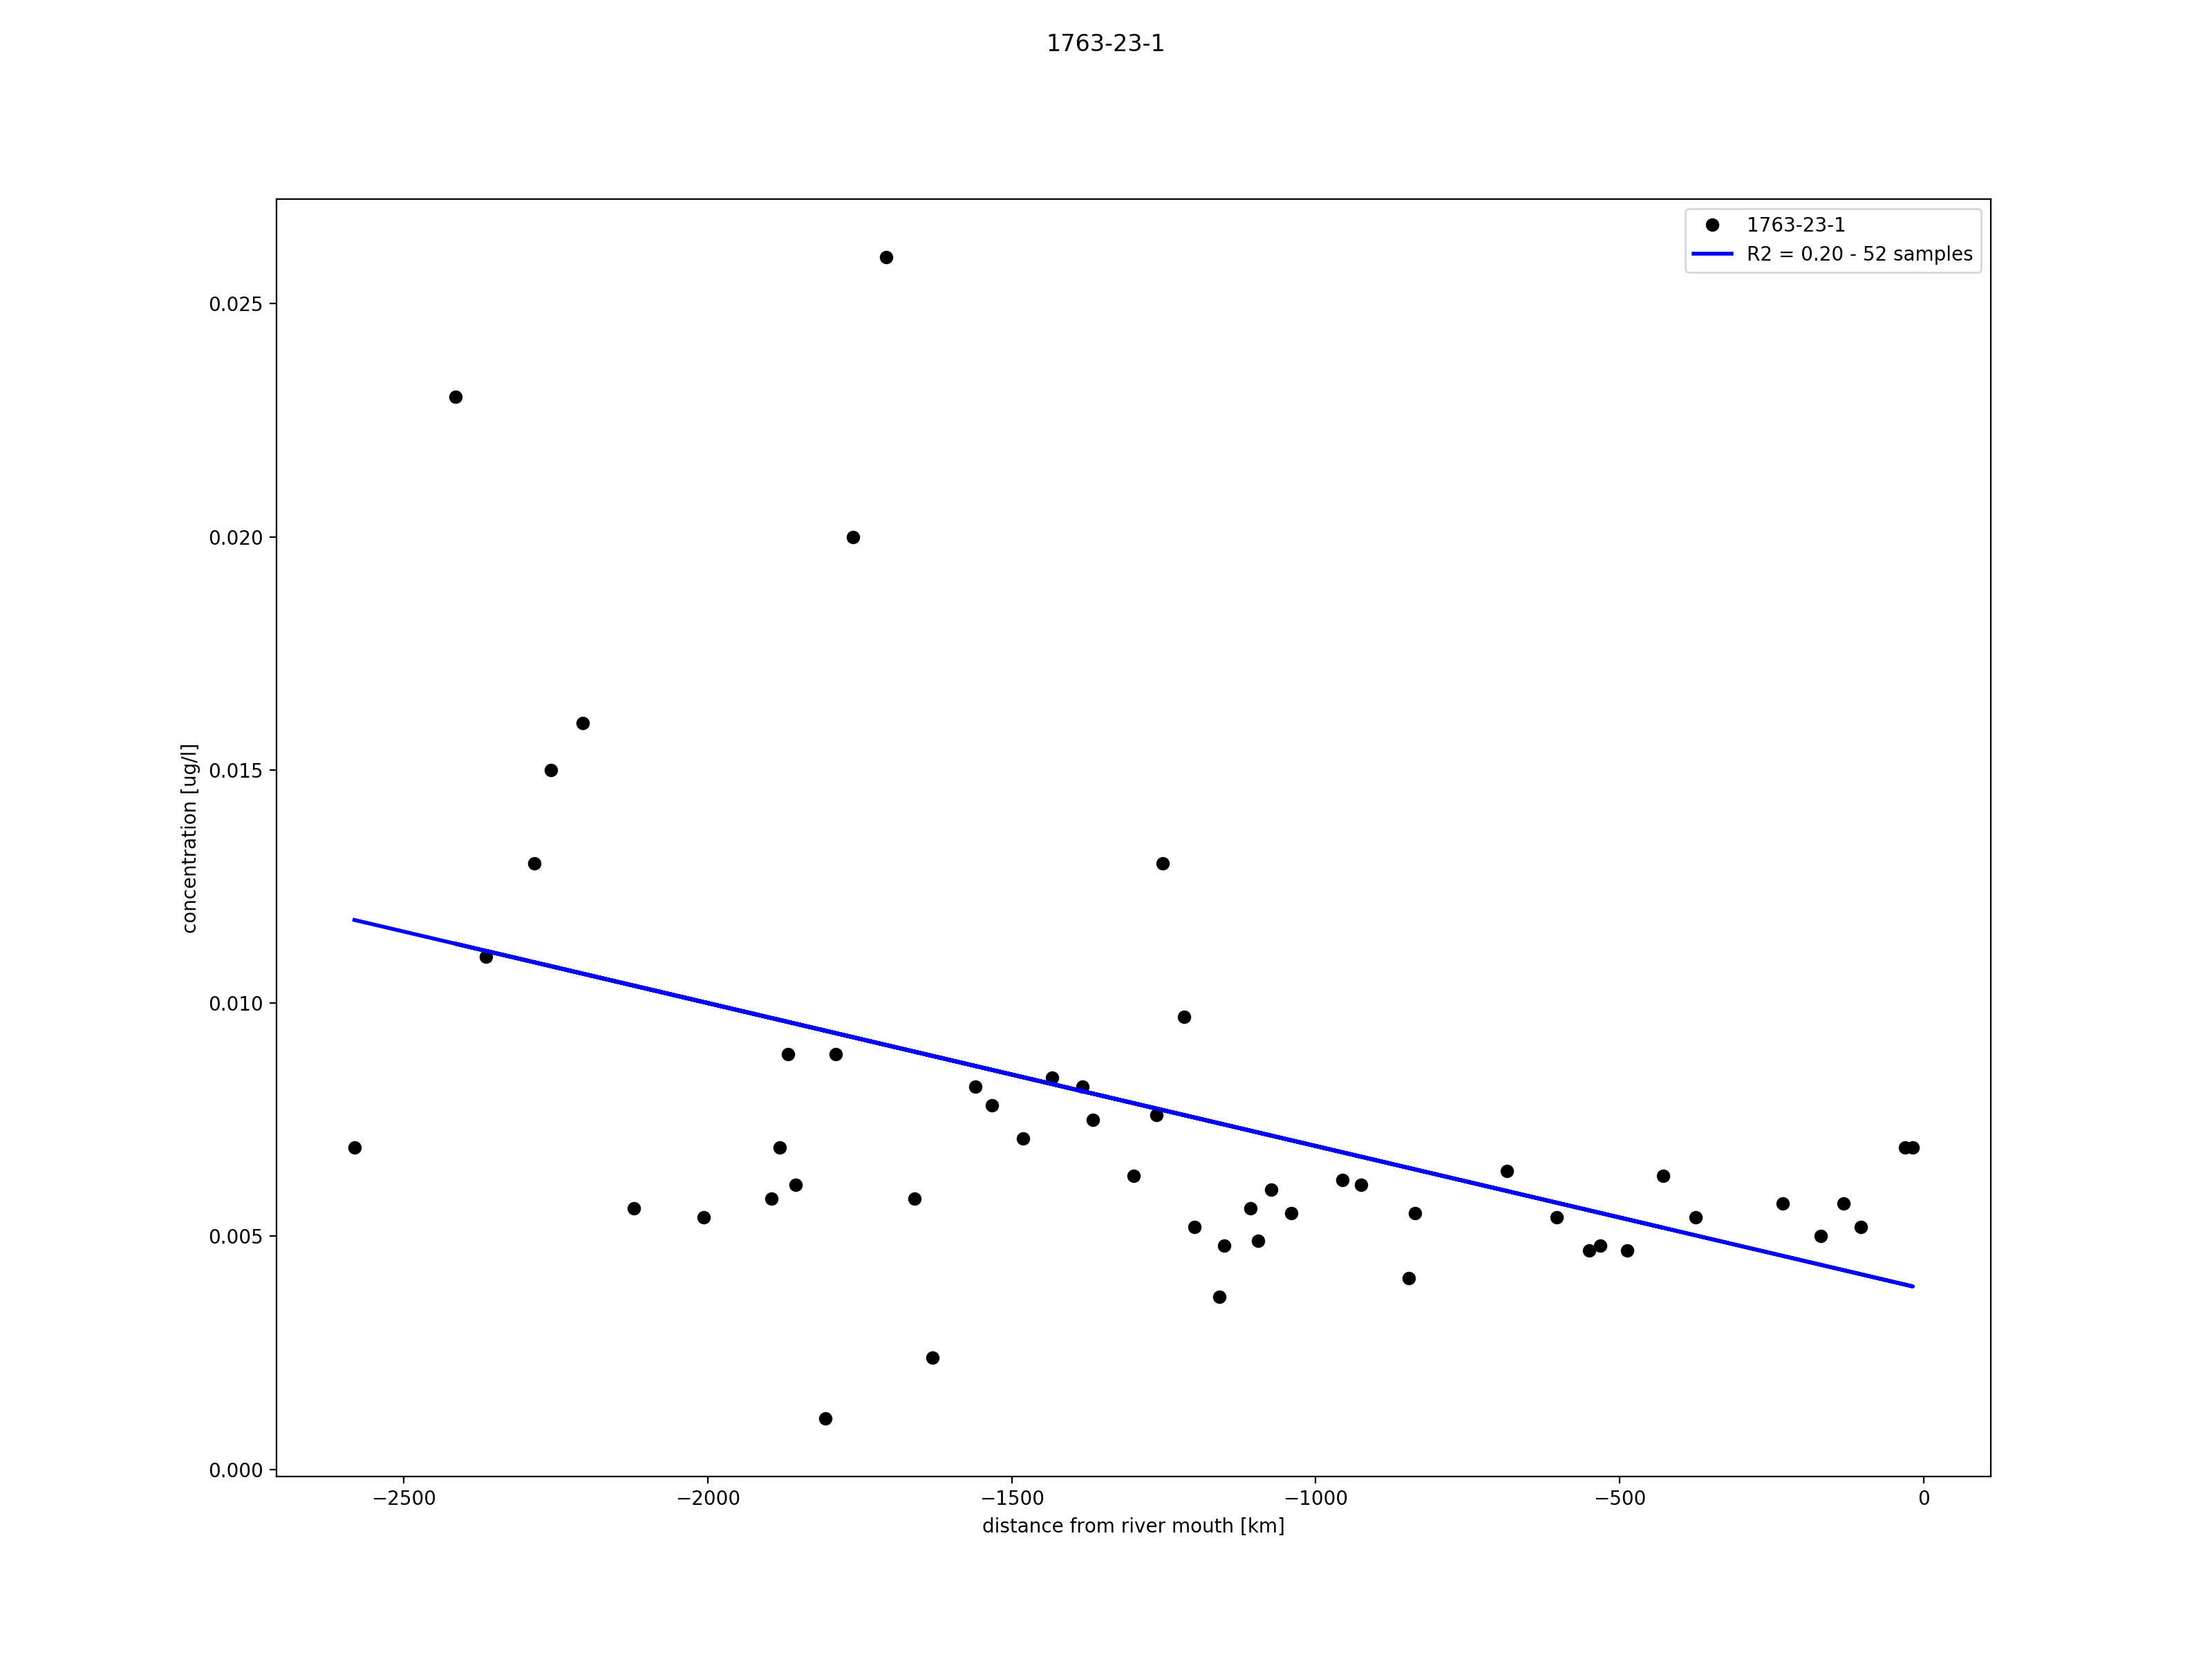 1763-23-1
1763-23-1
R2 = 0.20 - 52 samples
0.025
0.020
0.015
0.010
0.005
0.000
concentration [ug/l]
−2500 −2000 −1500 −1000 −500 0
distance from river mouth [km]